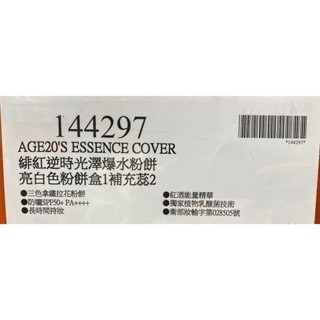 144297
*144297*
AGE20'S ESSENCE COVER
緋紅逆時光澤爆水粉餅
亮白色粉餅盒1補充蕊2
●三色拿鐵拉花粉餅
●防曬SPF50+ PA++++
●長時間持妝
●紅酒能量精華
●獨家植物乳酸菌技術
●衛部妝輸字第028505號